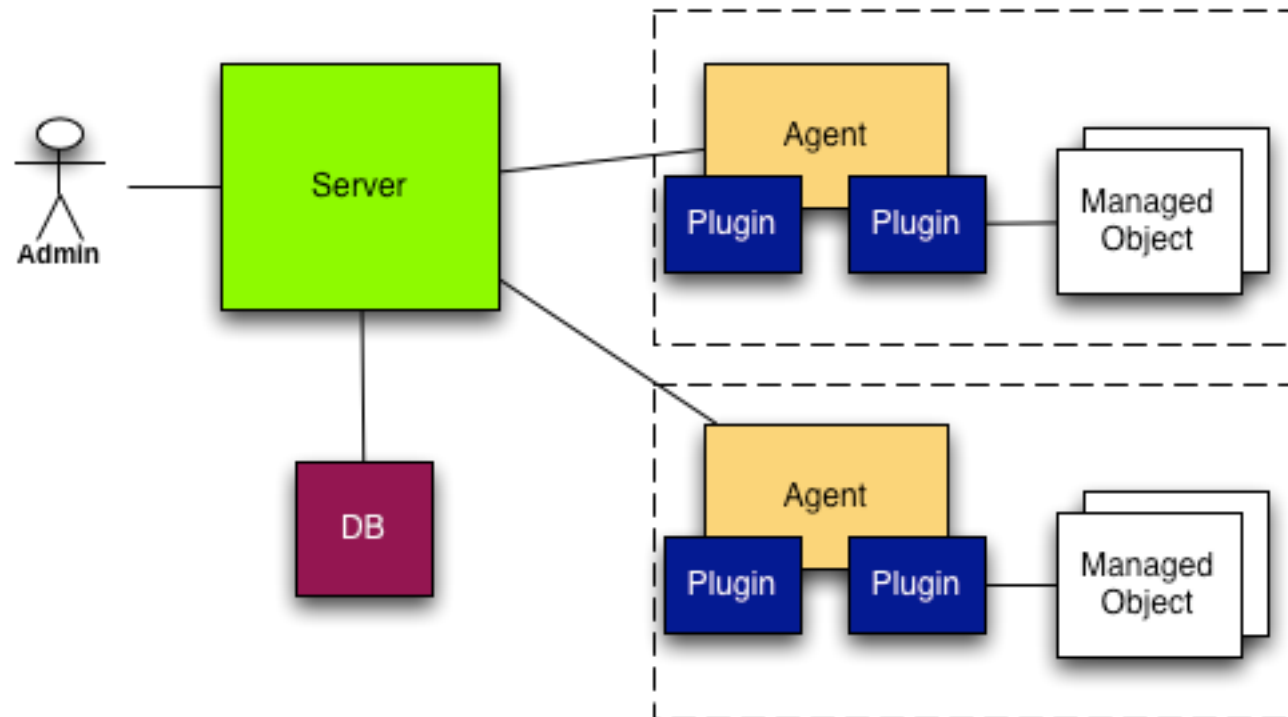 Admin
Server
DB
Agent
Plugin
Plugin
Managed
Object
Agent
Plugin
Plugin
Managed
Object